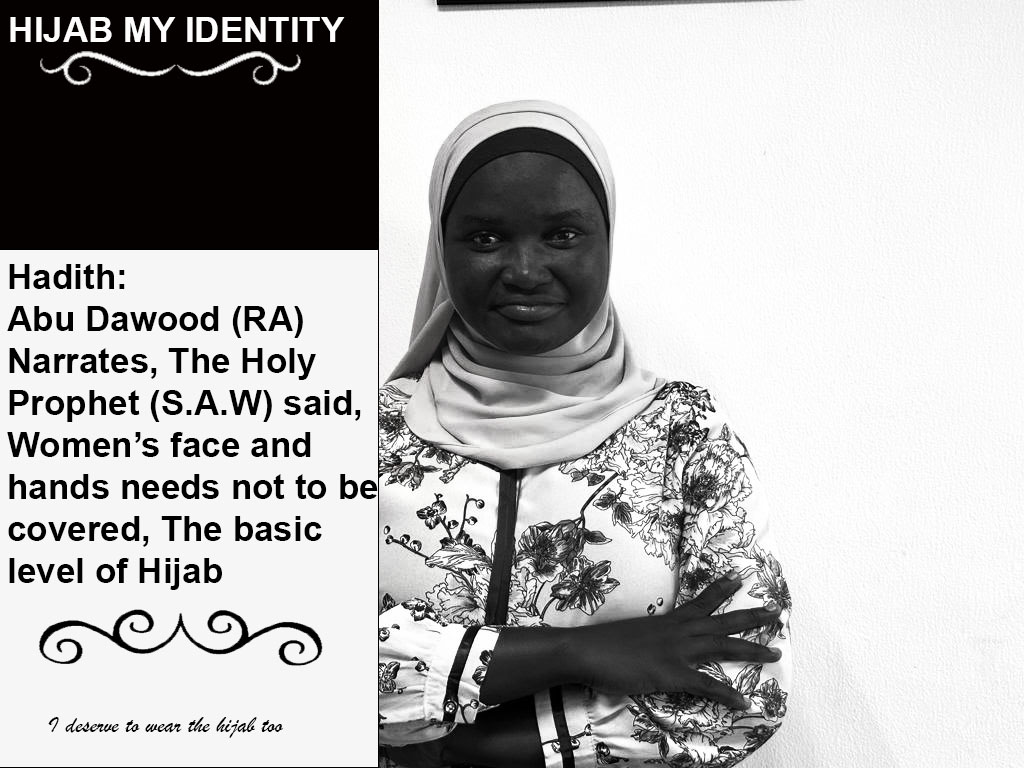 HIJAB MY IDENTITY
Hadith:
Abu Dawood (RA)
Narrates, The Holy
Prophet (S.A.W) said,
Women’s face and
hands needs not to be
covered, The basic
level of Hijab
I deserve to wear the hijab too